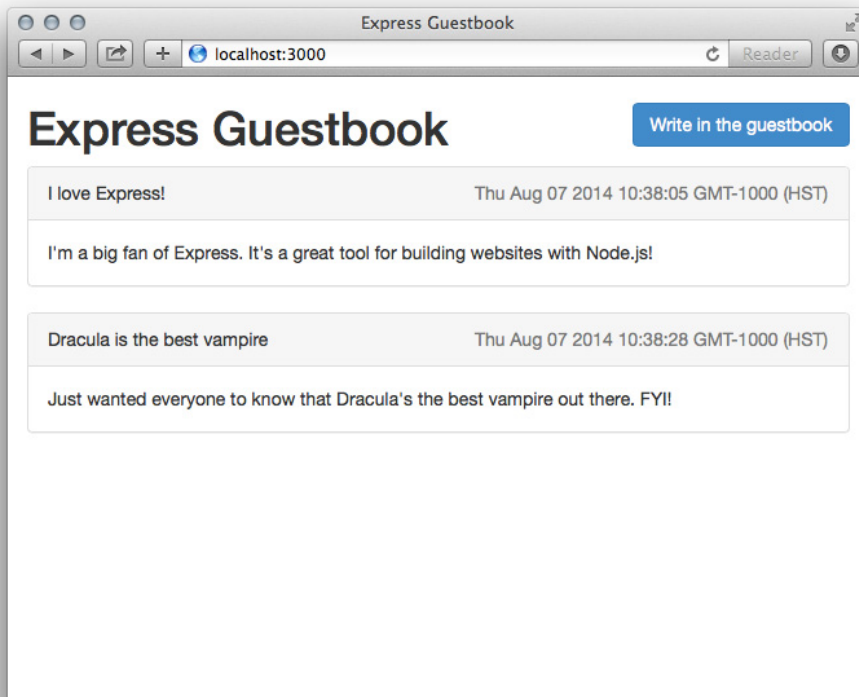 Express Guestbook
localhost:3000
Reader
Express Guestbook
Write in the guestbook
I love Express!
Thu Aug 07 2014 10:38:05 GMT-1000 (HST)
I'm a big fan of Express. It's a great tool for building websites with Node.js!
Dracula is the best vampire
Thu Aug 07 2014 10:38:28 GMT-1000 (HST)
Just wanted everyone to know that Dracula's the best vampire out there. FYI!